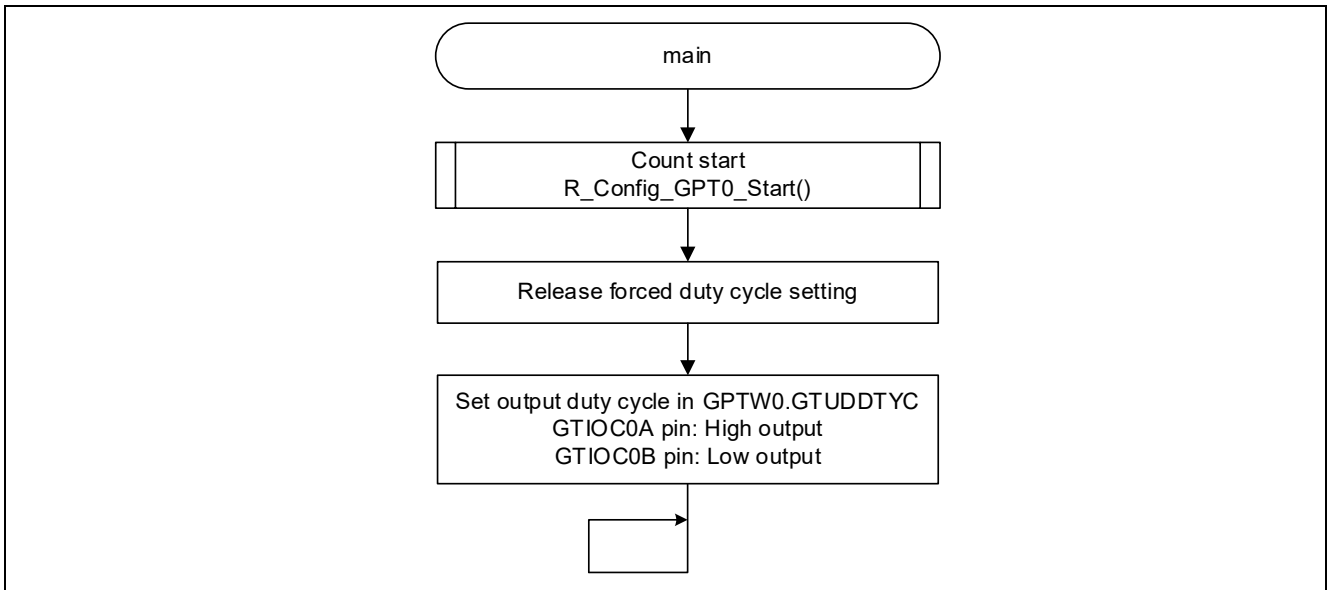 main
Count start
R_Config_GPT0_Start()
Release forced duty cycle setting
Set output duty cycle in GPTW0.GTUDDTYC
GTIOC0A pin: High output
GTIOC0B pin: Low output